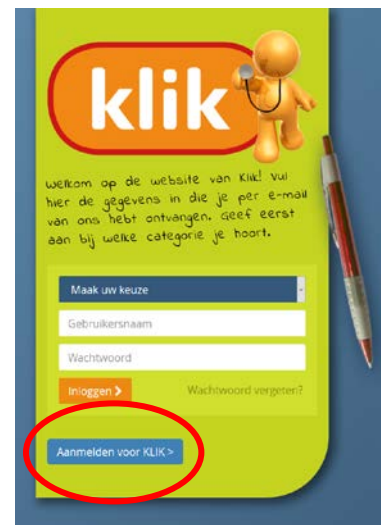 klik
welkom op de website van Klik! vul
hier de gegevens in die je per e-mail
van ons hebt ontvangen. Geef eerst
aan bij welke categorie je hoort.
Maak uw keuze
Gebruikersnaam
Wachtwoord
Inloggen >
Wachtwoord vergeten?
Aanmelden voor KLIK >